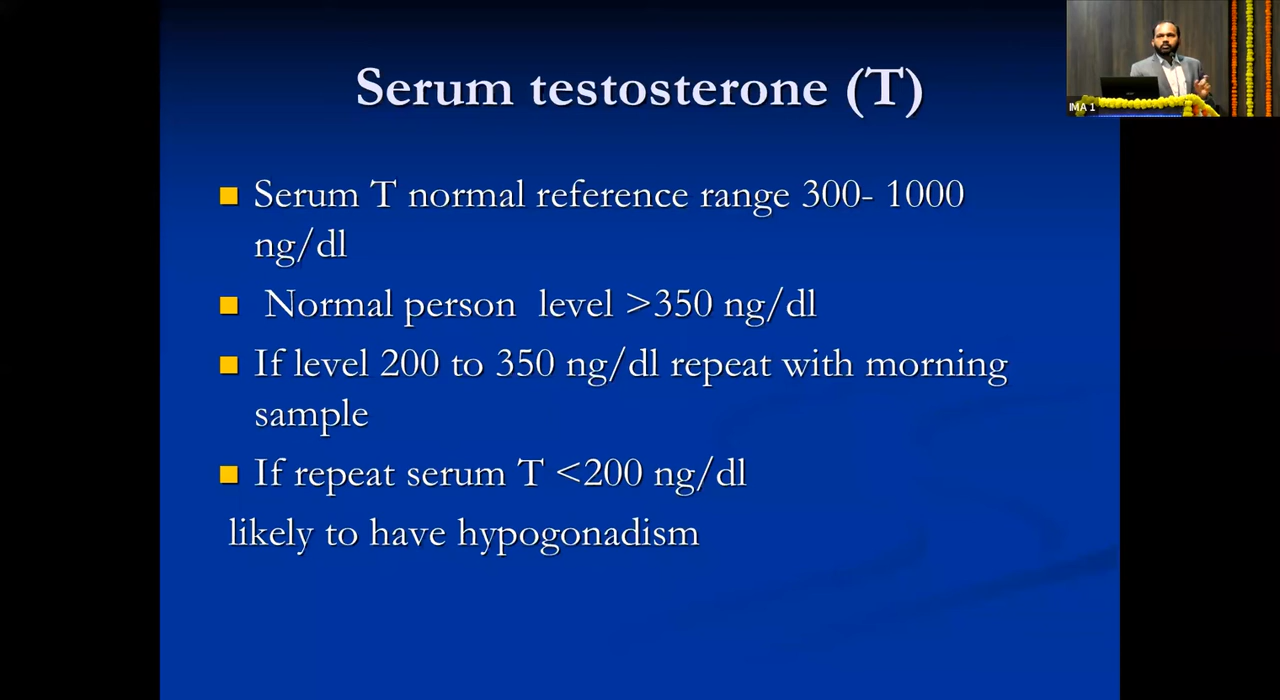 Serum testosterone (T)
IMA 1
Serum T normal reference range 300- 1000
ng/dl
Normal person level >350 ng/dl
If level 200 to 350 ng/dl repeat with morning
sample
If repeat serum T <200 ng/dl
likely to have hypogonadism